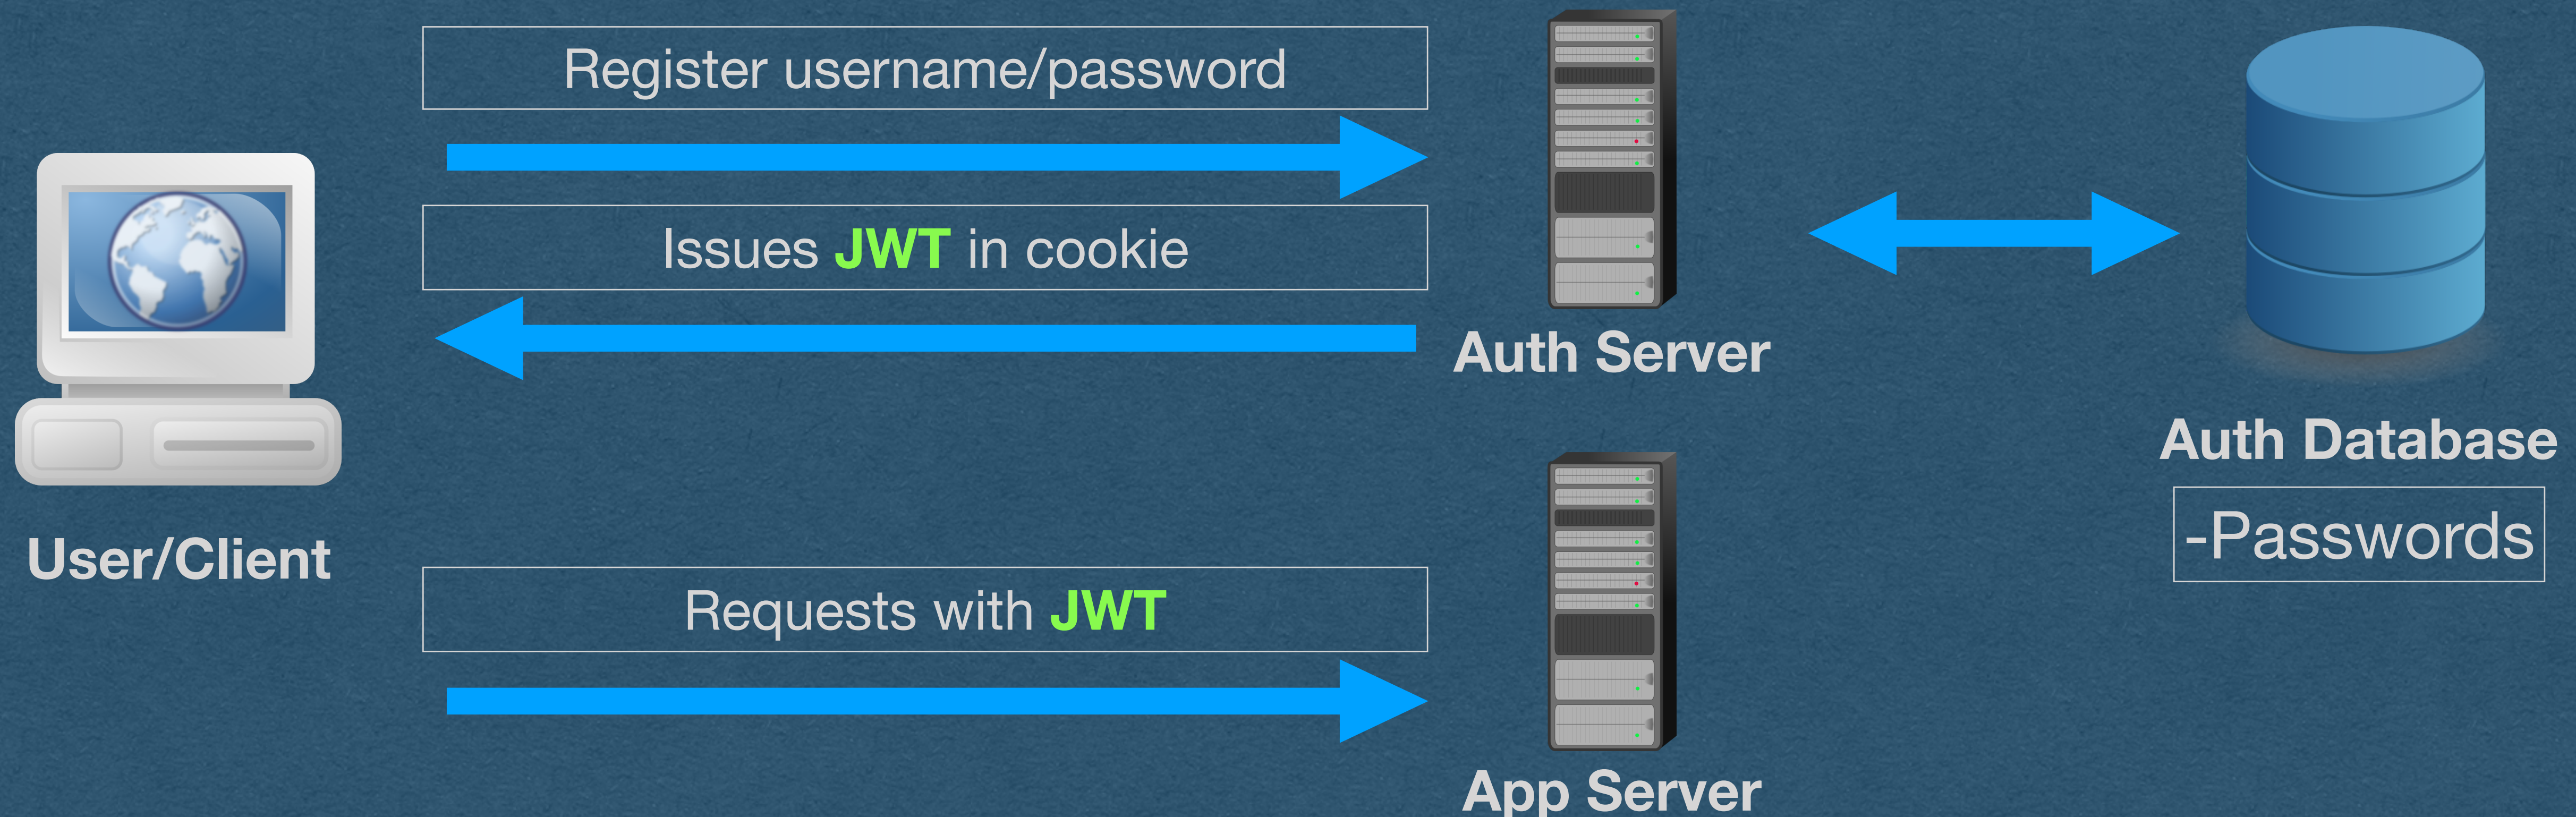 Register username/password
Issues JWT in cookie
Auth Server
Auth Database
-Passwords
User/Client
Requests with JWT
App Server